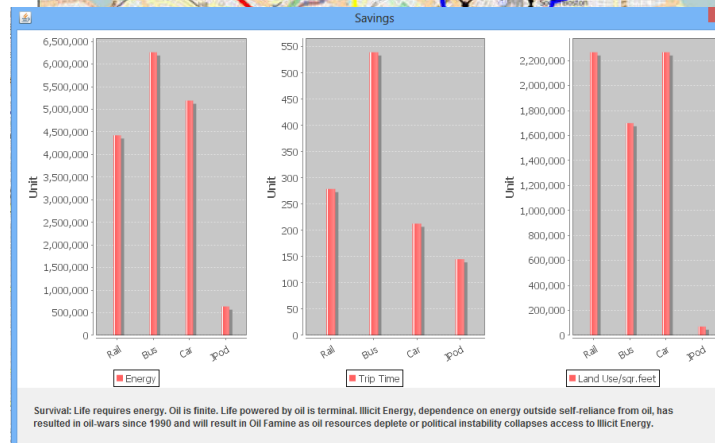 South Boston
Savings
6,500,000
6,000,000
5,500,000
5,000,000
4,500,000
4,000,000
3,500,000
3,000,000
2,500,000
2,000,000
1,500,000
1,000,000
500,000
0
Unit
Rail Bus Car JPod
Energy
550
500
450
400
350
300
250
200
150
100
50
0
Unit
Rail Bus Car JPod
Trip Time
2,200,000
2,000,000
1,800,000
1,600,000
1,400,000
1,200,000
1,000,000
800,000
600,000
400,000
200,000
0
Unit
Rail Bus Car JPod
Land Use/sqr.feet
Survival: Life requires energy. Oil is finite. Life powered by oil is terminal. Illicit Energy, dependence on energy outside self-reliance from oil, has
resulted in oil-wars since 1990 and will result in Oil Famine as oil resources deplete or political instability collapses access to Illicit Energy.